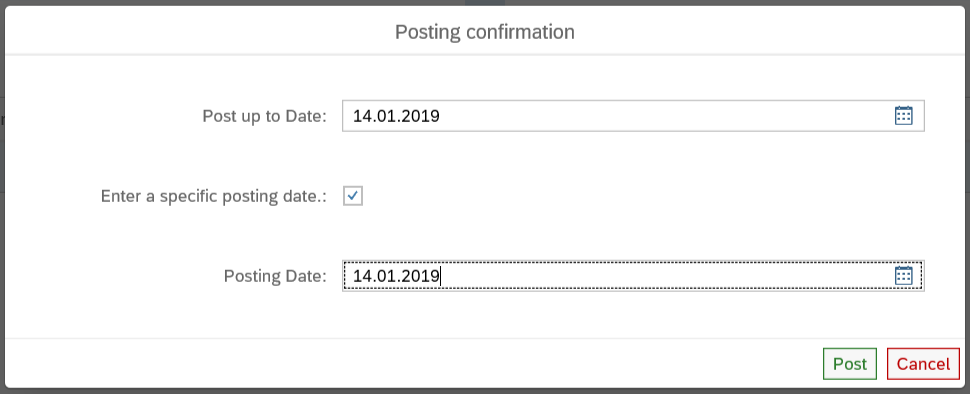 Posting confirmation
Post up to Date: 14.01.2019
Enter a specific posting date.:
Posting Date: 14.01.2019
Post Cancel